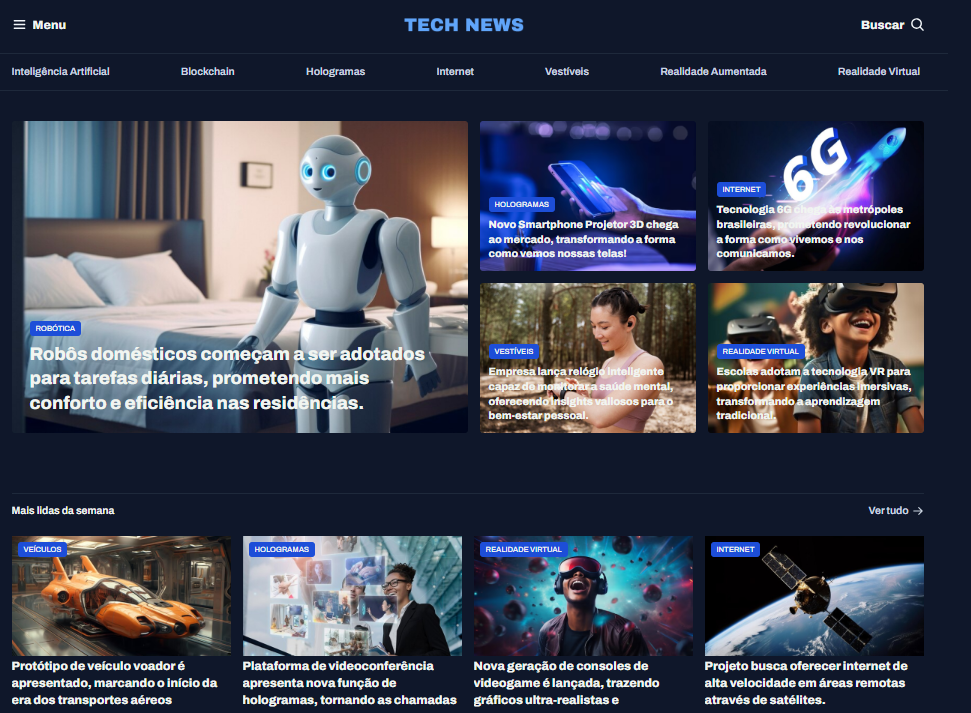 Menu
TECH NEWS
Buscar
Inteligência Artificial
Blockchain
Hologramas
Internet
Vestíveis
Realidade Aumentada
Realidade Virtual
ROBÓTICA
Robôs domésticos começam a ser adotados
para tarefas diárias, prometendo mais
conforto e eficiência nas residências.
HOLOGRAMAS
Novo Smartphone Projetor 3D chega
ao mercado, transformando a forma
como vemos nossas telas!
6G
INTERNET
Tecnologia 6G chega às metrópoles
brasileiras, prometendo revolucionar
a forma como vivemos e nos
comunicamos.
VESTÍVEIS
Empresa lança relógio inteligente
capaz de monitorar a saúde mental,
oferecendo insights valiosos para o
bem-estar pessoal.
REALIDADE VIRTUAL
Escolas adotam a tecnologia VR para
proporcionar experiências imersivas,
transformando a aprendizagem
tradicional.
Mais lidas da semana
Ver tudo
VEÍCULOS
Protótipo de veículo voador é
apresentado, marcando o início da
era dos transportes aéreos
HOLOGRAMAS
Plataforma de videoconferência
apresenta nova função de
hologramas, tornando as chamadas
REALIDADE VIRTUAL
Nova geração de consoles de
videogame é lançada, trazendo
gráficos ultra-realistas e
INTERNET
Projeto busca oferecer internet de
alta velocidade em áreas remotas
através de satélites.